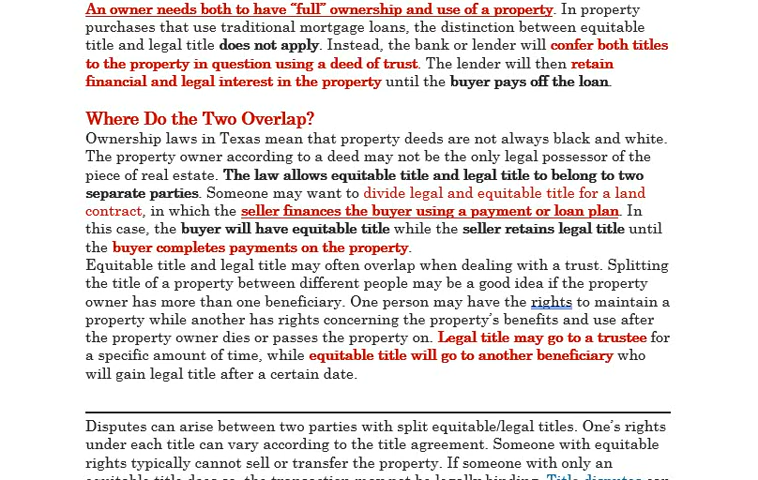 An owner needs both to have “full” ownership and use of a property. In property
purchases that use traditional mortgage loans, the distinction between equitable
title and legal title does not apply. Instead, the bank or lender will confer both titles
to the property in question using a deed of trust. The lender will then retain
financial and legal interest in the property until the buyer pays off the loan.
Where Do the Two Overlap?
Ownership laws in Texas mean that property deeds are not always black and white.
The property owner according to a deed may not be the only legal possessor of the
piece of real estate. The law allows equitable title and legal title to belong to two
separate parties. Someone may want to divide legal and equitable title for a land
contract, in which the seller finances the buyer using a payment or loan plan. In
this case, the buyer will have equitable title while the seller retains legal title until
the buyer completes payments on the property.
Equitable title and legal title may often overlap when dealing with a trust. Splitting
the title of a property between different people may be a good idea if the property
owner has more than one beneficiary. One person may have the rights to maintain a
property while another has rights concerning the property’s benefits and use after
the property owner dies or passes the property on. Legal title may go to a trustee for
a specific amount of time, while equitable title will go to another beneficiary who
will gain legal title after a certain date.
Disputes can arise between two parties with split equitable/legal titles. One’s rights
under each title can vary according to the title agreement. Someone with equitable
rights typically cannot sell or transfer the property. If someone with only an